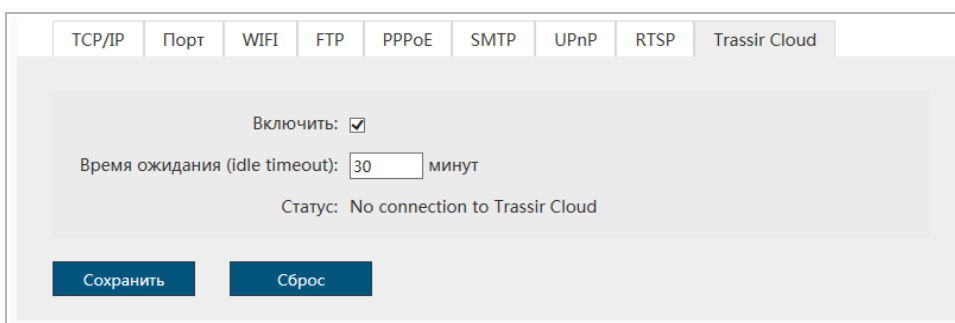 TCP/IP Порт WIFI FTP PPPoE SMTP UPnP RTSP Trassir Cloud
Включить:
Время ожидания (idle timeout): 30 минут
Статус: No connection to Trassir Cloud
Сохранить Сброс